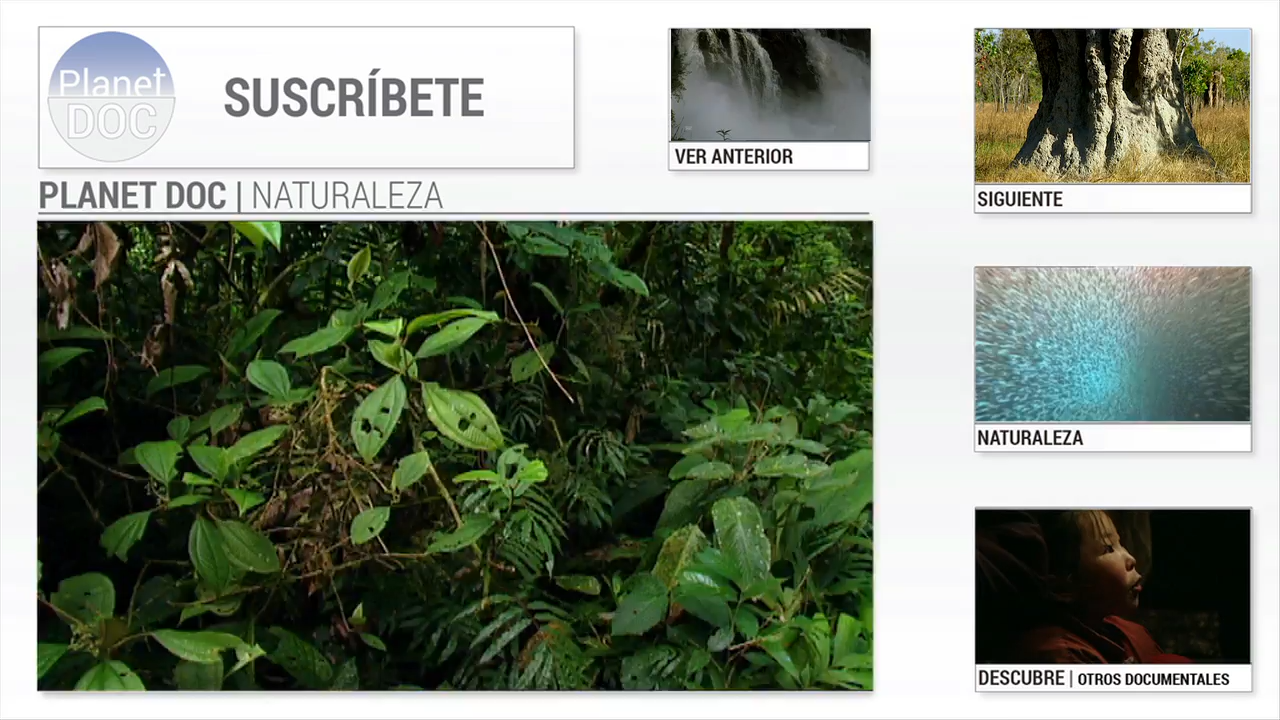 Planet
DOC
SUSCRÍBETE
VER ANTERIOR
PLANET DOC | NATURALEZA
SIGUIENTE
NATURALEZA
DESCUBRE | OTROS DOCUMENTALES